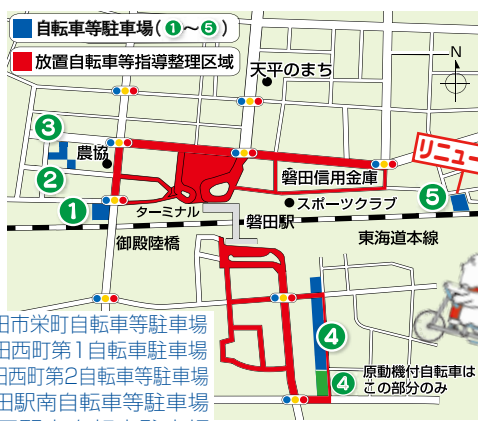 自転車等駐車場(❶〜❺)
放置自転車等指導整理区域
天平のまち
N
❸
農協
❷
磐田信用金庫
リニュー
❶
ターミナル
スポーツクラブ
❺
磐田駅
御殿陸橋
東海道本線
田市栄町自転車等駐車場
田西町第1自転車駐車場
田西町第2自転車等駐車場
田駅南自転車等駐車場
❹
❹
原動機付自転車は
この部分のみ